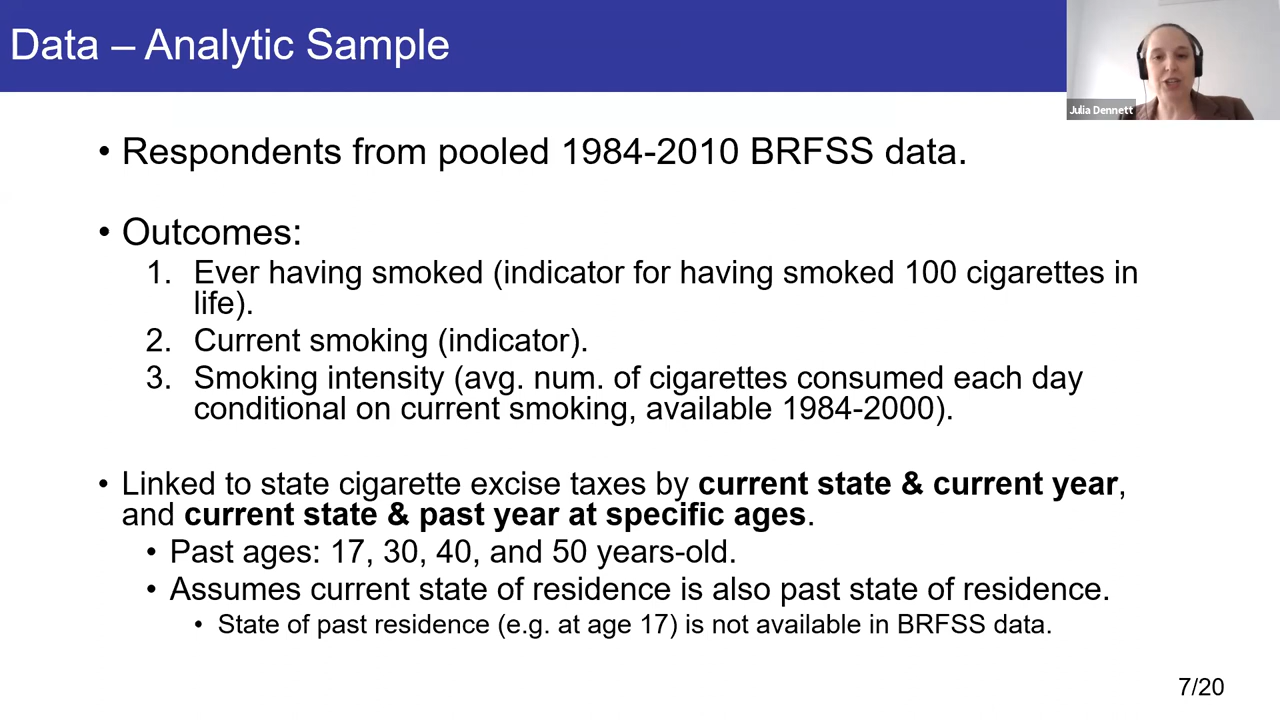 Data – Analytic Sample
Julia Dennett
• Respondents from pooled 1984-2010 BRFSS data.
• Outcomes:
1. Ever having smoked (indicator for having smoked 100 cigarettes in
life).
2. Current smoking (indicator).
3. Smoking intensity (avg. num. of cigarettes consumed each day
conditional on current smoking, available 1984-2000).
• Linked to state cigarette excise taxes by current state & current year,
and current state & past year at specific ages.
• Past ages: 17, 30, 40, and 50 years-old.
• Assumes current state of residence is also past state of residence.
• State of past residence (e.g. at age 17) is not available in BRFSS data.
7/20